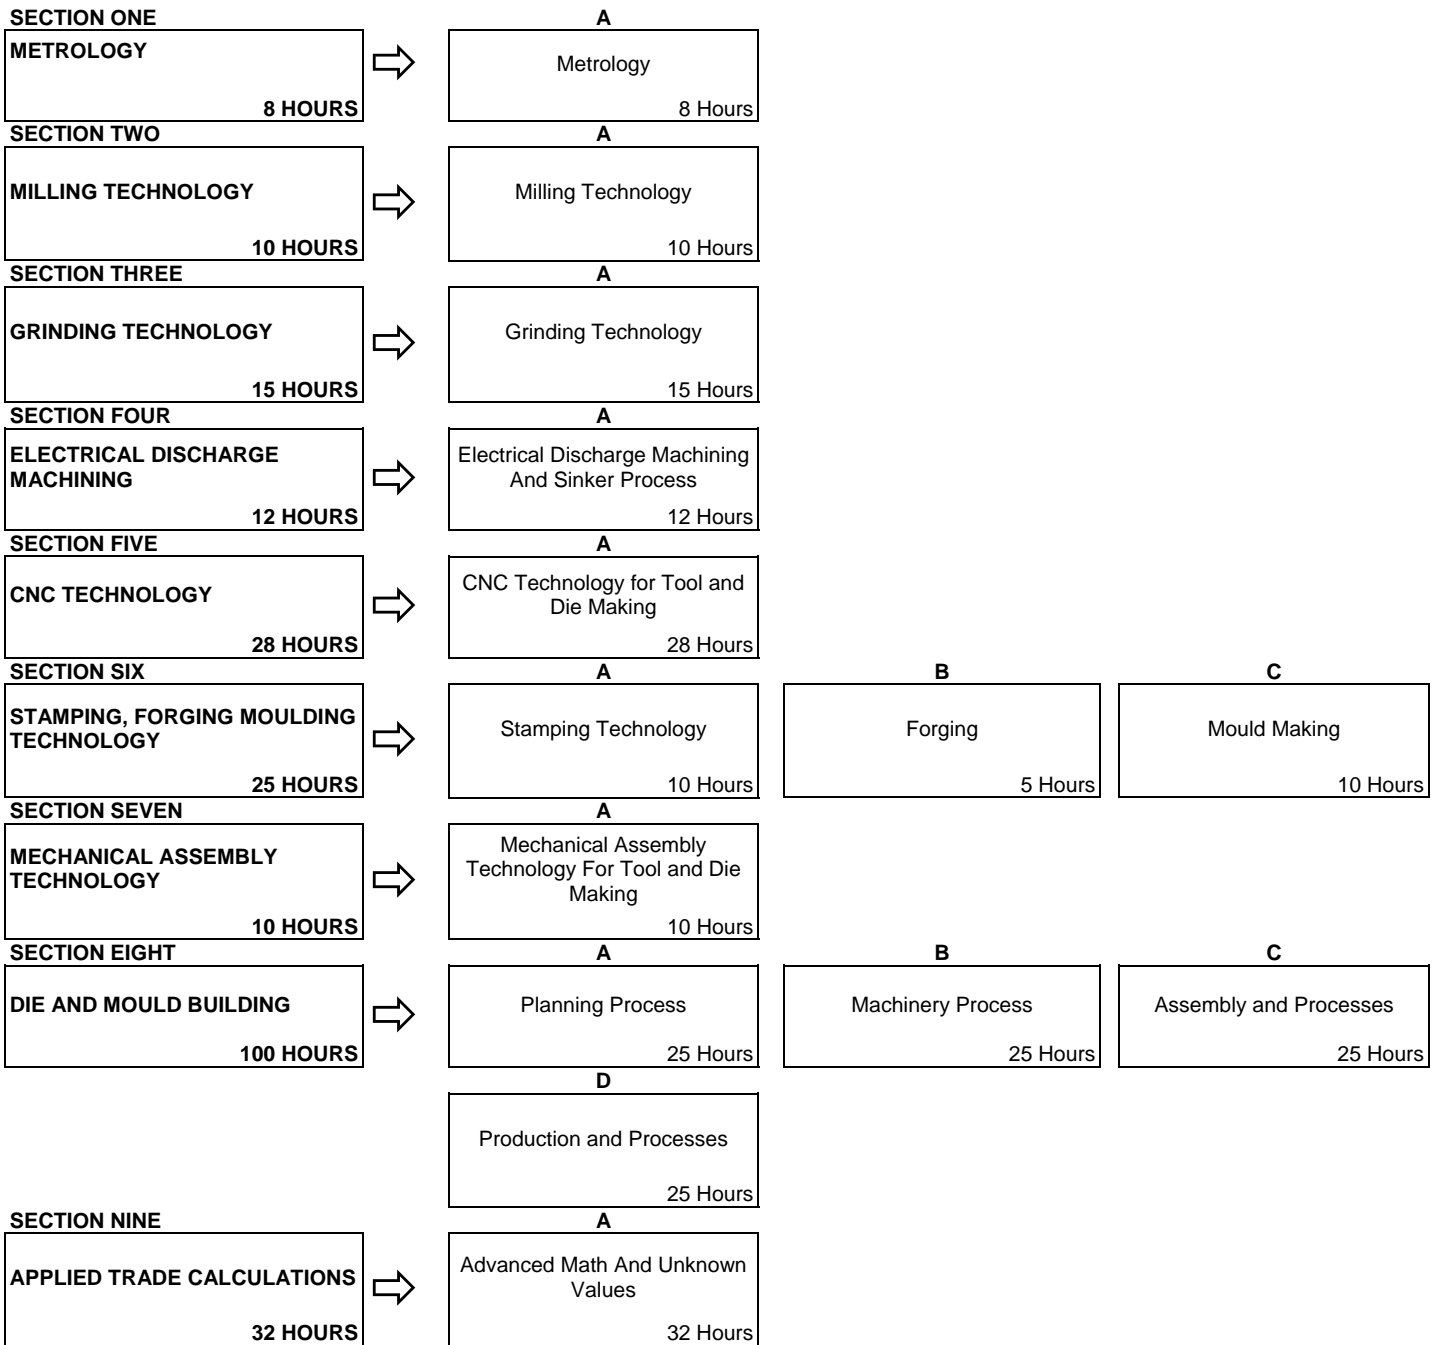 SECTION ONE
A
METROLOGY
8 HOURS
Metrology
8 Hours
SECTION TWO
A
MILLING TECHNOLOGY
10 HOURS
Milling Technology
10 Hours
SECTION THREE
A
GRINDING TECHNOLOGY
15 HOURS
Grinding Technology
15 Hours
SECTION FOUR
A
ELECTRICAL DISCHARGE
MACHINING
12 HOURS
Electrical Discharge Machining
And Sinker Process
12 Hours
SECTION FIVE
A
CNC TECHNOLOGY
28 HOURS
CNC Technology for Tool and
Die Making
28 Hours
SECTION SIX
A
B
C
STAMPING, FORGING MOULDING
TECHNOLOGY
25 HOURS
Stamping Technology
10 Hours
Forging
5 Hours
Mould Making
10 Hours
SECTION SEVEN
A
MECHANICAL ASSEMBLY
TECHNOLOGY
10 HOURS
Mechanical Assembly
Technology For Tool and Die
Making
10 Hours
SECTION EIGHT
A
B
C
DIE AND MOULD BUILDING
100 HOURS
Planning Process
25 Hours
Machinery Process
25 Hours
Assembly and Processes
25 Hours
D
Production and Processes
25 Hours
SECTION NINE
A
APPLIED TRADE CALCULATIONS
32 HOURS
Advanced Math And Unknown
Values
32 Hours